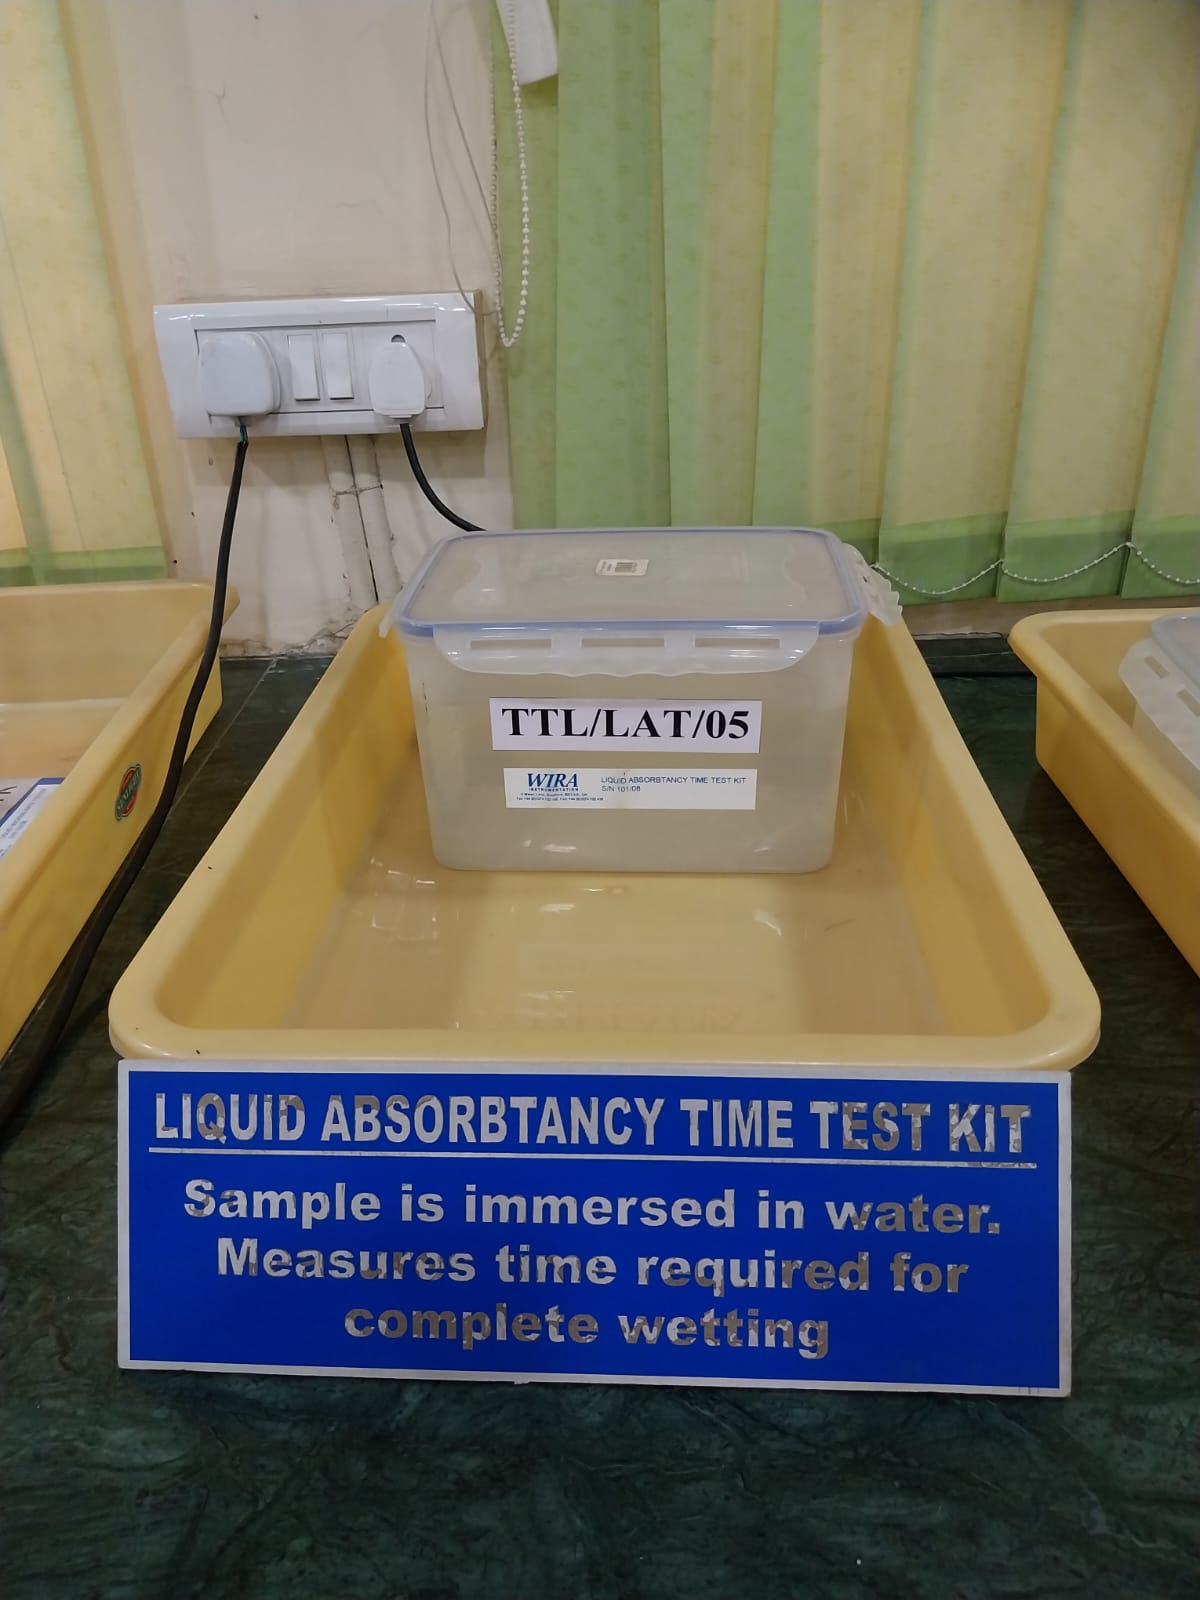 TTL/LAT/05
WIRA
INSTRUMENTATION
LIQUID ABSORBTANCY TIME TEST KIT
S/N 101/08
LIQUID ABSORBTANCY TIME TEST KIT
Sample is immersed in water.
Measures time required for
complete wetting